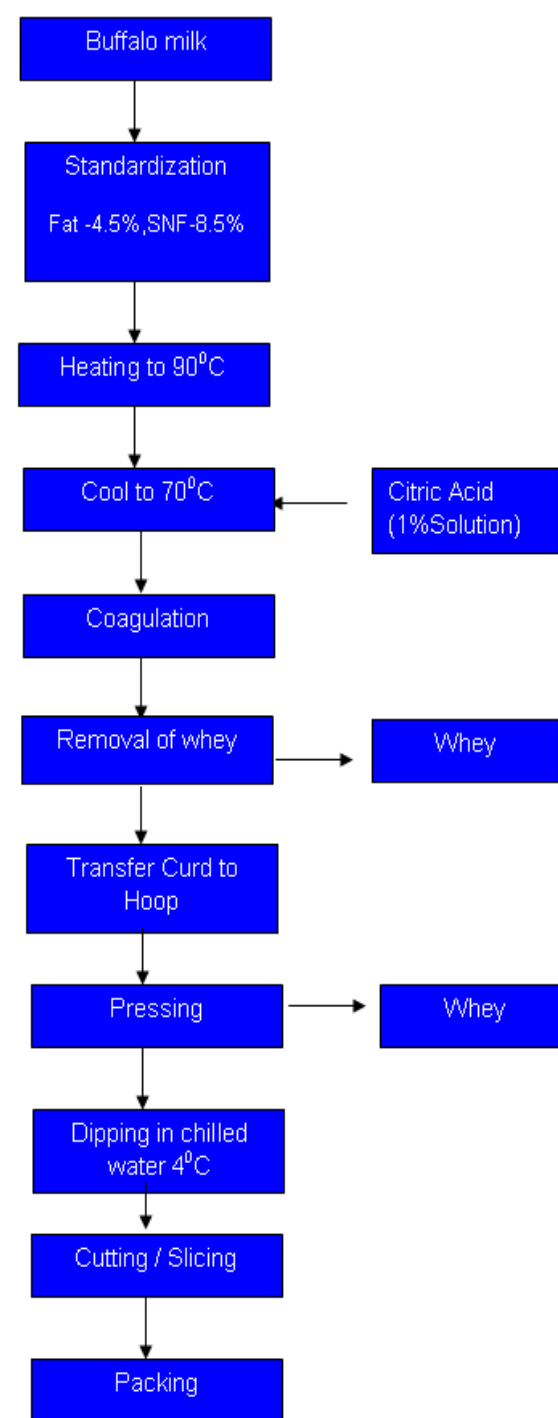 Buffalo milk
Standardization
Fat -4.5%,SNF-8.5%
Heating to 90⁰C
Cool to 70⁰C
Citric Acid
(1%Solution)
Coagulation
Removal of whey
Whey
Transfer Curd to
Hoop
Pressing
Whey
Dipping in chilled
water 4⁰C
Cutting / Slicing
Packing